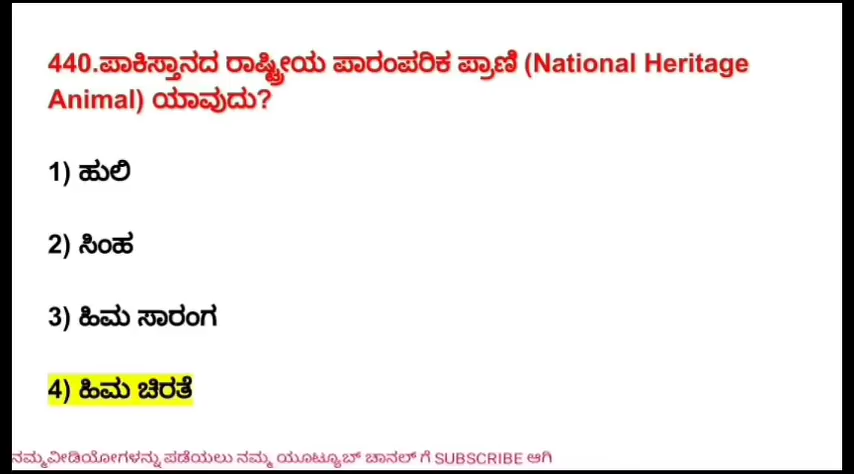 440.ಪಾಕಿಸ್ತಾನದ ರಾಷ್ಟ್ರೀಯ ಪಾರಂಪರಿಕ ಪ್ರಾಣಿ (National Heritage
Animal) ಯಾವುದು?
1) ಹುಲಿ
2) ಸಿಂಹ
3) ಹಿಮ ಸಾರಂಗ
4) ಹಿಮ ಚಿರತೆ
ನಮ್ಮವೀಡಿಯೋಗಳನ್ನು ಪಡೆಯಲು ನಮ್ಮ ಯೂಟ್ಯೂಬ್ ಚಾನಲ್ ಗೆ SUBSCRIBE ಆಗಿ